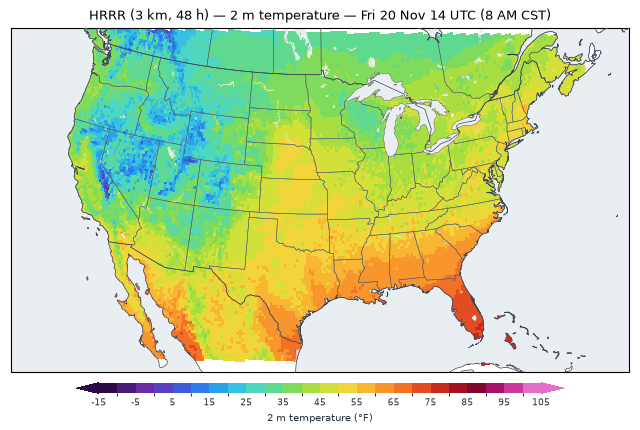 HRRR (3 km, 48 h) — 2 m temperature — Fri 20 Nov 14 UTC (8 AM CST)
-15 -5 5 15 25 35 45 55 65 75 85 95 105
2 m temperature (°F)